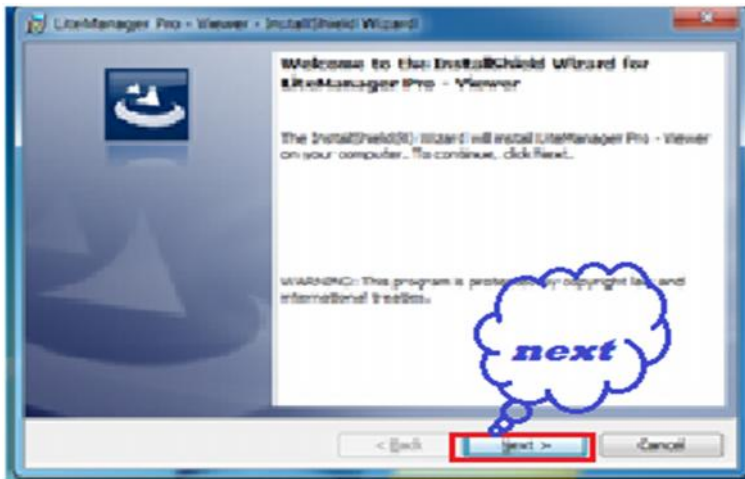 LiteManager Pro - Viewer - InstallShield Wizard
Welcome to the InstallShield Wizard for
LiteManager Pro - Viewer
The InstallShield(R) Wizard will install LiteManager Pro - Viewer
on your computer. To continue, click Next.
WARNING: This program is protected by copyright law and
international treaties.
next
< Back
Next >
Cancel